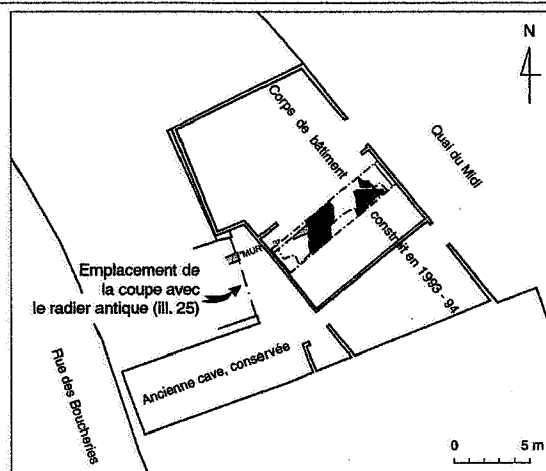 N
Corps de bâtiment
construit en 1993 - 94
Quai du Midi
MUR
Emplacement de
la coupe avec
le radier antique (ill. 25)
Ancienne cave, conservée
Rue des Boucheries
0 5 m